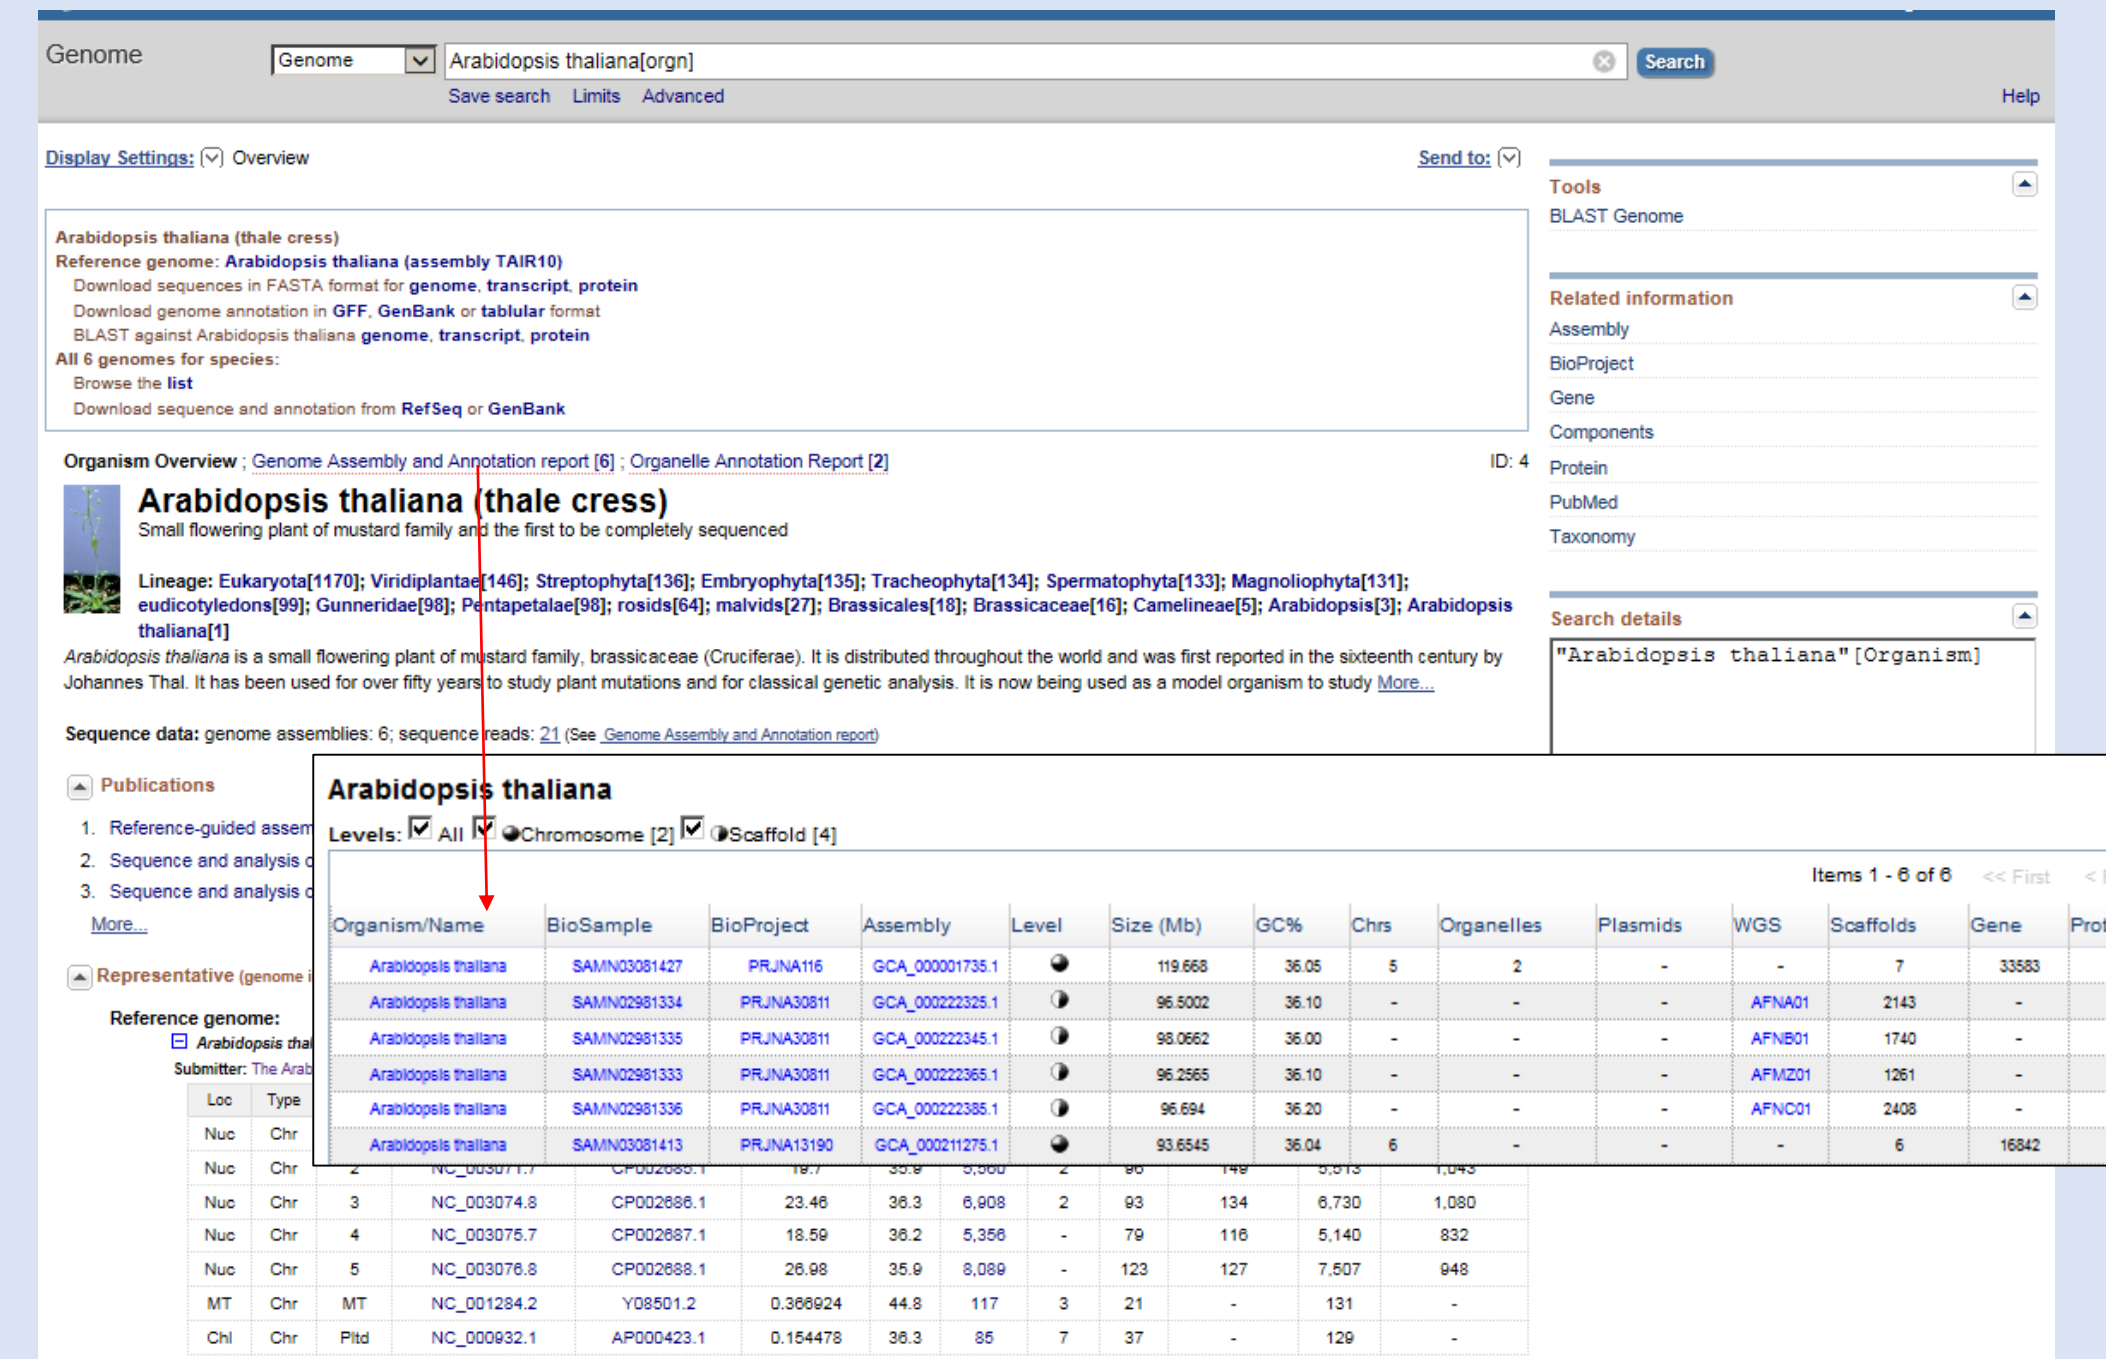 Genome
Genome
Arabidopsis thaliana[orgn]
Search
Save search Limits Advanced
Help
Display Settings: Overview
Send to:
Arabidopsis thaliana (thale cress)
Reference genome: Arabidopsis thaliana (assembly TAIR10)
Download sequences in FASTA format for genome, transcript, protein
Download genome annotation in GFF, GenBank or tablular format
BLAST against Arabidopsis thaliana genome, transcript, protein
All 6 genomes for species:
Browse the list
Download sequence and annotation from RefSeq or GenBank
Organism Overview ; Genome Assembly and Annotation report [6] ; Organelle Annotation Report [2]
ID: 4
Arabidopsis thaliana (thale cress)
Small flowering plant of mustard family and the first to be completely sequenced
Lineage: Eukaryota[1170]; Viridiplantae[146]; Streptophyta[136]; Embryophyta[135]; Tracheophyta[134]; Spermatophyta[133]; Magnoliophyta[131];
eudicotyledons[99]; Gunneridae[98]; Pentapetalae[98]; rosids[64]; malvids[27]; Brassicales[18]; Brassicaceae[16]; Camelineae[5]; Arabidopsis[3]; Arabidopsis
thaliana[1]
Arabidopsis thaliana is a small flowering plant of mustard family, brassicaceae (Cruciferae). It is distributed throughout the world and was first reported in the sixteenth century by
Johannes Thal. It has been used for over fifty years to study plant mutations and for classical genetic analysis. It is now being used as a model organism to study More...
Sequence data: genome assemblies: 6; sequence reads: 21 (See Genome Assembly and Annotation report)
Tools
BLAST Genome
Related information
Assembly
BioProject
Gene
Components
Protein
PubMed
Taxonomy
Search details
"Arabidopsis thaliana"[Organism]
Publications
1. Reference-guided assem
2. Sequence and analysis
3. Sequence and analysis
More...
Representative (genome i
Reference genome:
Arabidopsis thal
Submitter: The Arab
Arabidopsis thaliana
Levels: All Chromosome [2] Scaffold [4]
Items 1 - 6 of 6 << First <
Organism/Name BioSample BioProject Assembly Level Size (Mb) GC% Chrs Organelles Plasmids WGS Scaffolds Gene Prot
Arabidopsis thaliana SAMN03081427 PRJNA116 GCA_000001735.1 119.668 36.05 5 2 - - 7 33583
Arabidopsis thaliana SAMN02981334 PRJNA30811 GCA_000222325.1 96.5002 36.10 - - - AFNA01 2143 -
Arabidopsis thaliana SAMN02981335 PRJNA30811 GCA_000222345.1 98.0662 36.00 - - - AFNB01 1740 -
Arabidopsis thaliana SAMN02981333 PRJNA30811 GCA_000222365.1 96.2565 36.10 - - - AFMZ01 1261 -
Arabidopsis thaliana SAMN02981336 PRJNA30811 GCA_000222385.1 96.694 36.20 - - - AFNC01 2408 -
Arabidopsis thaliana SAMN03081413 PRJNA13190 GCA_000211275.1 93.6545 36.04 6 - - - 6 16842
Loc Type
Nuc Chr
Nuc Chr 2 NC_003071.7 CP002685.1 19.7 35.9 5,560 2 96 149 5,513 1,043
Nuc Chr 3 NC_003074.8 CP002686.1 23.46 36.3 6,908 2 93 134 6,730 1,080
Nuc Chr 4 NC_003075.7 CP002687.1 18.59 36.2 5,356 - 79 116 5,140 832
Nuc Chr 5 NC_003076.8 CP002688.1 26.98 35.9 8,089 - 123 127 7,507 948
MT Chr MT NC_001284.2 Y08501.2 0.366924 44.8 117 3 21 - 131 -
Chl Chr Pltd NC_000932.1 AP000423.1 0.154478 36.3 85 7 37 - 129 -